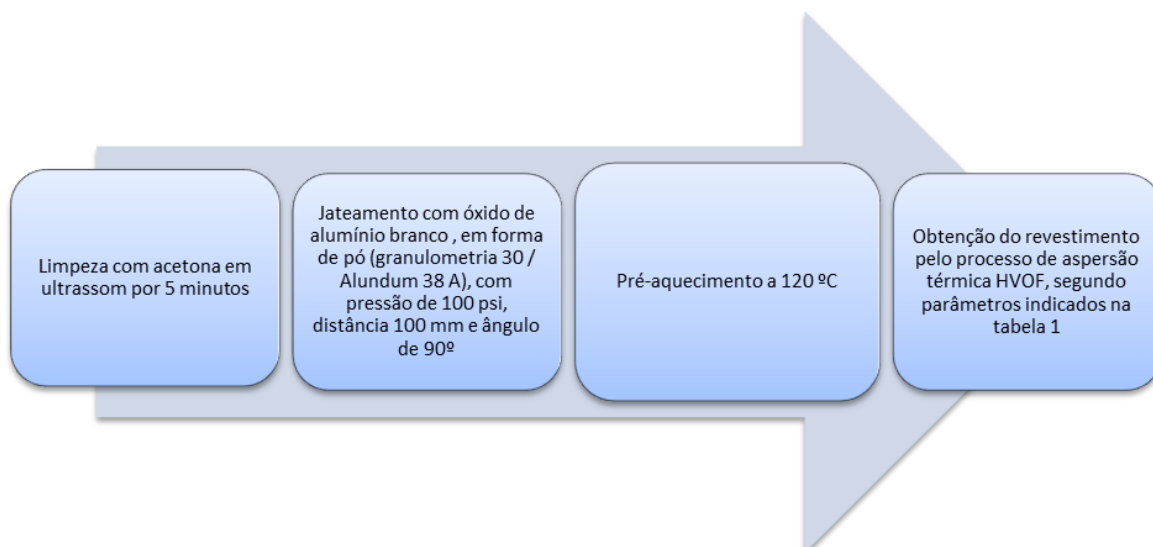 Limpeza com acetona em
ultrassom por 5 minutos
Jateamento com óxido de
alumínio branco , em forma
de pó (granulometria 30 /
Alundum 38 A), com
pressão de 100 psi,
distância 100 mm e ângulo
de 90º
Pré-aquecimento a 120 ºC
Obtenção do revestimento
pelo processo de aspersão
térmica HVOF, segundo
parâmetros indicados na
tabela 1